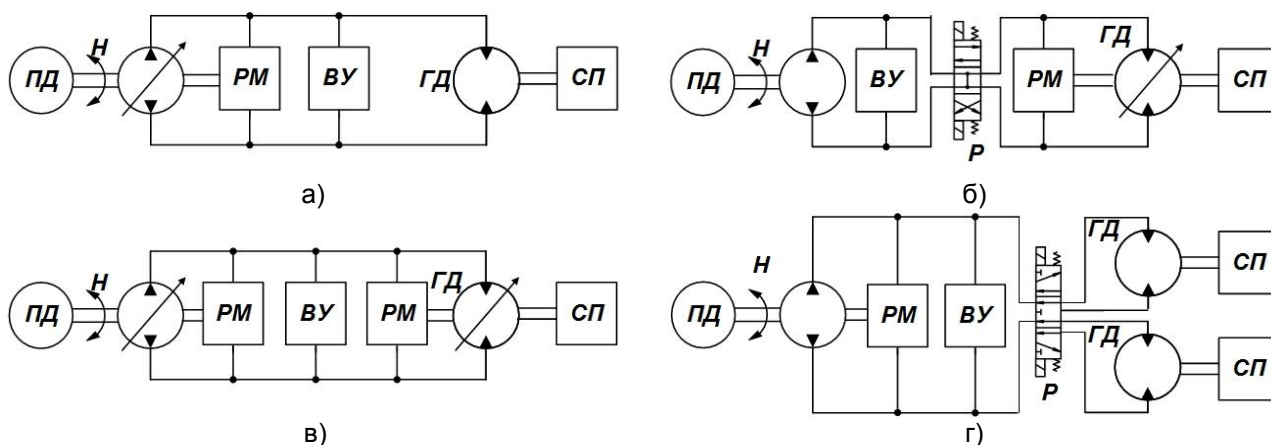 ПД Н РМ ВУ ГД СП
а)
ПД Н ВУ Р РМ ГД СП
б)
ПД Н РМ ВУ РМ ГД СП
в)
ПД Н РМ ВУ Р ГД СП
ГД СП
г)